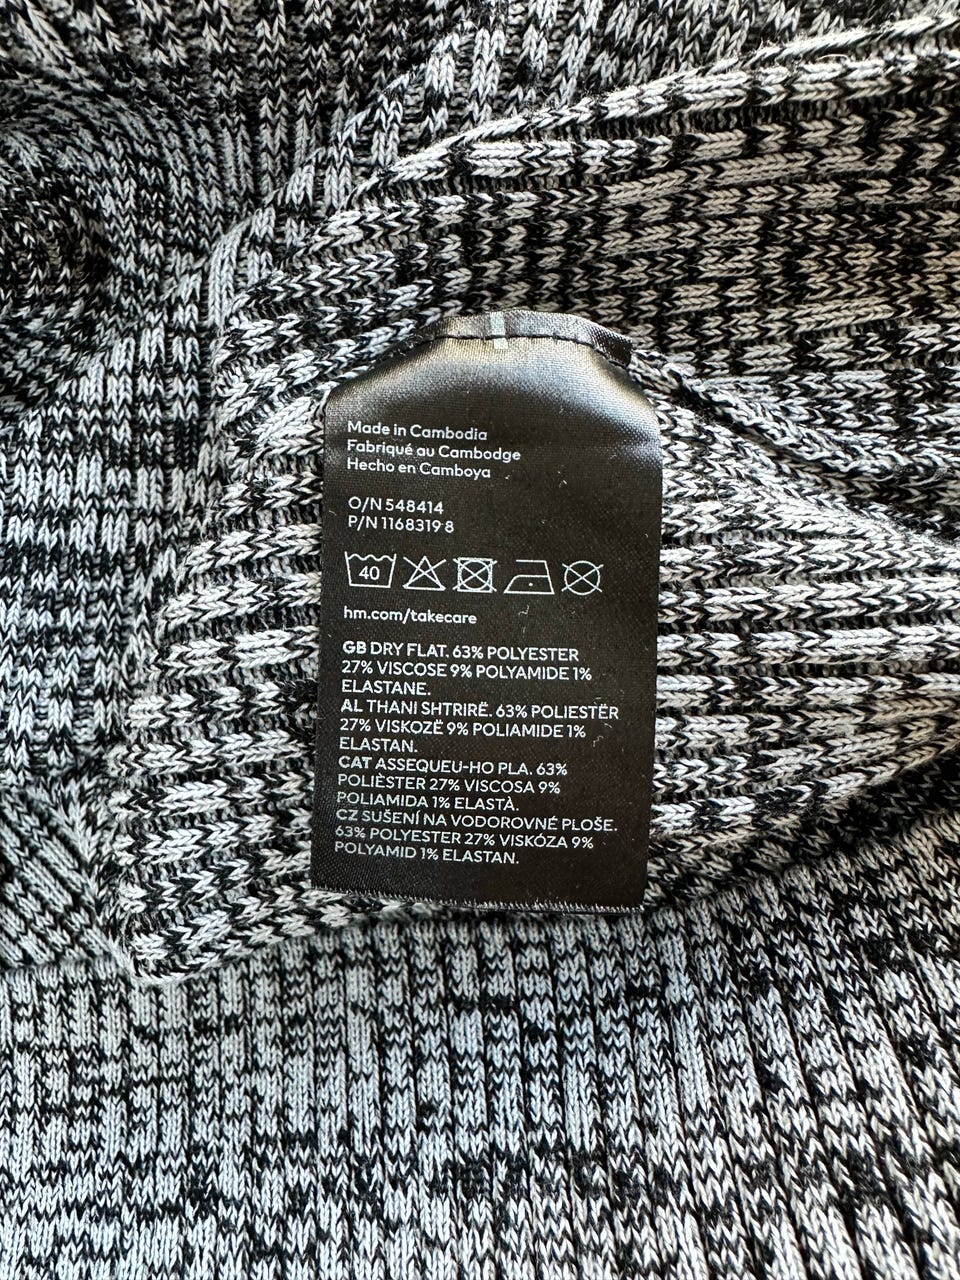 Made in Cambodia
Fabriqué au Cambodge
Hecho en Camboya
O/N 548414
P/N 1168319 8
40
hm.com/takecare
GB DRY FLAT. 63% POLYESTER
27% VISCOSE 9% POLYAMIDE 1%
ELASTANE.
AL THANI SHTRIRË. 63% POLIESTËR
27% VISKOZË 9% POLIAMIDE 1%
ELASTAN.
CAT ASSEQUEU-HO PLA. 63%
POLIÈSTER 27% VISCOSA 9%
POLIAMIDA 1% ELASTÀ.
CZ SUŠENÍ NA VODOROVNÉ PLOŠE.
63% POLYESTER 27% VISKÓZA 9%
POLYAMID 1% ELASTAN.